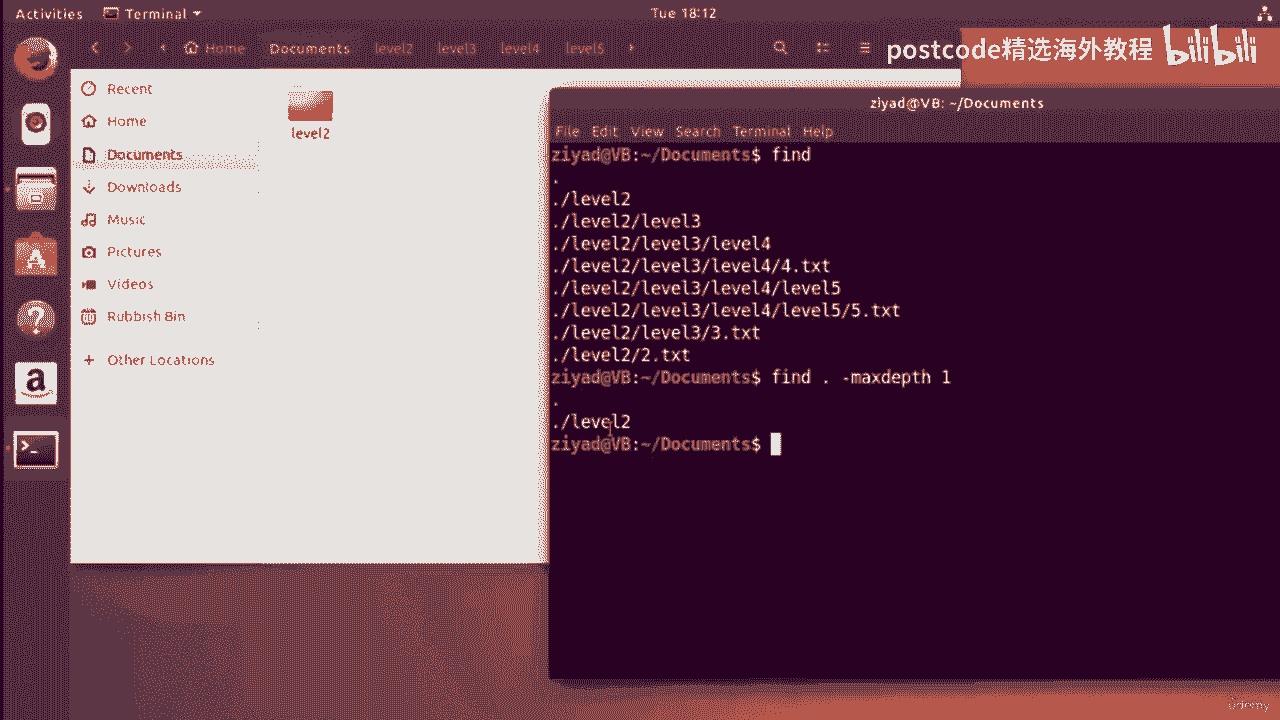 Activities Terminal Tue 18:12
Home Documents level2 level3 level4 level5
postcode精选海外教程 bilibili
Recent
Home
Documents
Downloads
Music
Pictures
Videos
Rubbish Bin
Other Locations
level2
ziyad@VB: ~/Documents
File Edit View Search Terminal Help
ziyad@VB:~/Documents$ find
.
./level2
./level2/level3
./level2/level3/level4
./level2/level3/level4/4.txt
./level2/level3/level4/level5
./level2/level3/level4/level5/5.txt
./level2/level3/3.txt
./level2/2.txt
ziyad@VB:~/Documents$ find . -maxdepth 1
.
./level2
ziyad@VB:~/Documents$
Udemy